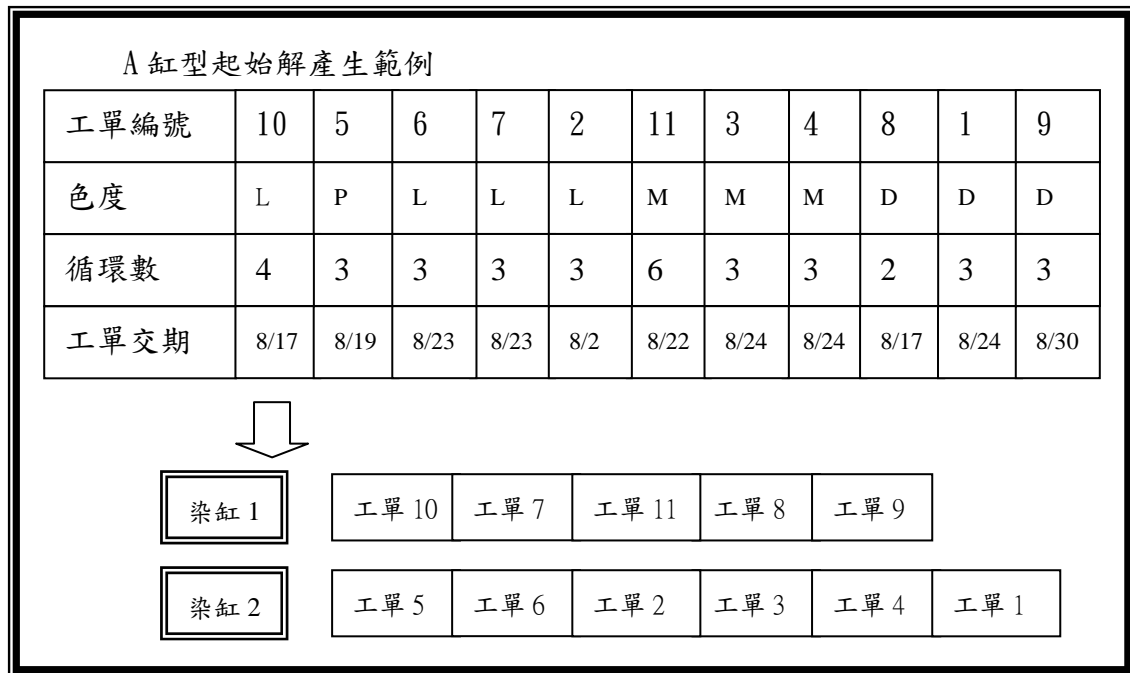 A 缸型起始解產生範例
工單編號 10 5 6 7 2 11 3 4 8 1 9
色度 L P L L L M M M D D D
循環數 4 3 3 3 3 6 3 3 2 3 3
工單交期 8/17 8/19 8/23 8/23 8/2 8/22 8/24 8/24 8/17 8/24 8/30
染缸 1 工單 10 工單 7 工單 11 工單 8 工單 9
染缸 2 工單 5 工單 6 工單 2 工單 3 工單 4 工單 1